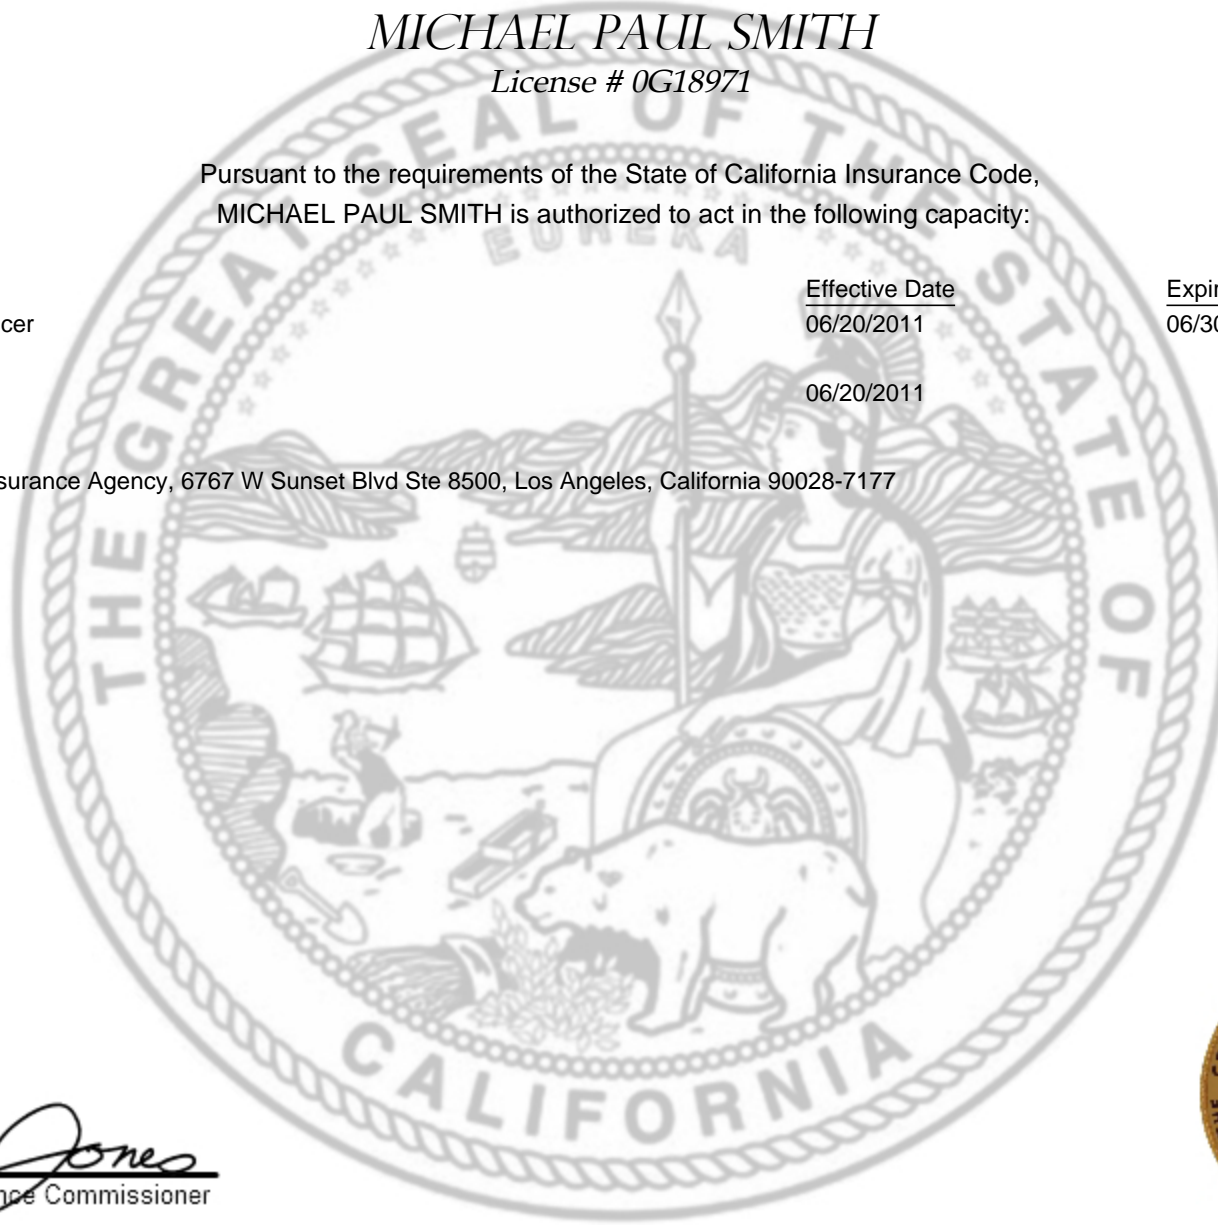 MICHAEL PAUL SMITH
License # 0G18971
THE GREAT SEAL OF THE STATE OF CALIFORNIA
EUREKA
Pursuant to the requirements of the State of California Insurance Code,
MICHAEL PAUL SMITH is authorized to act in the following capacity:
Effective Date Expir
cer 06/20/2011 06/30
06/20/2011
surance Agency, 6767 W Sunset Blvd Ste 8500, Los Angeles, California 90028-7177
Jones
nce Commissioner